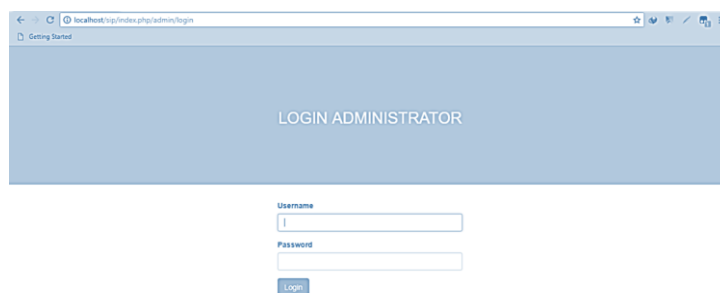 localhost/sip/index.php/admin/login
Getting Started
LOGIN ADMINISTRATOR
Username
Password
Login